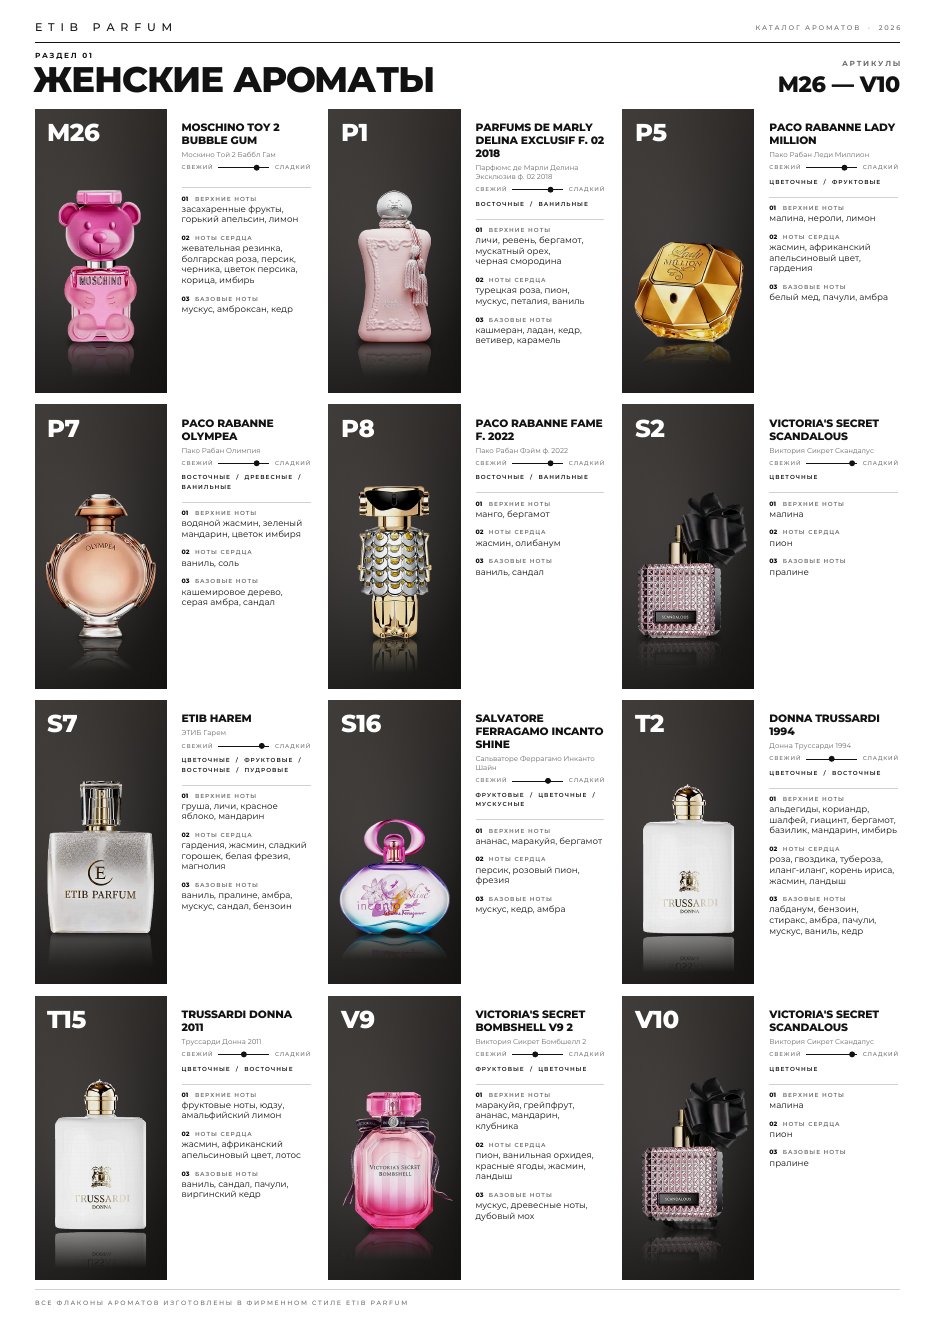 ETIB PARFUM
КАТАЛОГ АРОМАТОВ · 2026
РАЗДЕЛ 01
ЖЕНСКИЕ АРОМАТЫ
АРТИКУЛЫ
M26 — V10
M26
MOSCHINO
MOSCHINO TOY 2
BUBBLE GUM
Москино Той 2 Баббл Гам
СВЕЖИЙ СЛАДКИЙ
01 ВЕРХНИЕ НОТЫ
засахаренные фрукты,
горький апельсин, лимон
02 НОТЫ СЕРДЦА
жевательная резинка,
болгарская роза, персик,
черника, цветок персика,
корица, имбирь
03 БАЗОВЫЕ НОТЫ
мускус, амброксан, кедр
P1
PARFUMS DE MARLY
DELINA EXCLUSIF F. 02
2018
Парфюмс де Марли Делина
Эксклюзив ф. 02 2018
СВЕЖИЙ СЛАДКИЙ
ВОСТОЧНЫЕ / ВАНИЛЬНЫЕ
01 ВЕРХНИЕ НОТЫ
личи, ревень, бергамот,
мускатный орех,
черная смородина
02 НОТЫ СЕРДЦА
турецкая роза, пион,
мускус, петалия, ваниль
03 БАЗОВЫЕ НОТЫ
кашмеран, ладан, кедр,
ветивер, карамель
P5
Lady
MILLION
PACO RABANNE LADY
MILLION
Пако Рабан Леди Миллион
СВЕЖИЙ СЛАДКИЙ
ЦВЕТОЧНЫЕ / ФРУКТОВЫЕ
01 ВЕРХНИЕ НОТЫ
малина, нероли, лимон
02 НОТЫ СЕРДЦА
жасмин, африканский
апельсиновый цвет,
гардения
03 БАЗОВЫЕ НОТЫ
белый мед, пачули, амбра
P7
OLYMPEA
PACO RABANNE
OLYMPEA
Пако Рабан Олимпия
СВЕЖИЙ СЛАДКИЙ
ВОСТОЧНЫЕ / ДРЕВЕСНЫЕ /
ВАНИЛЬНЫЕ
01 ВЕРХНИЕ НОТЫ
водяной жасмин, зеленый
мандарин, цветок имбиря
02 НОТЫ СЕРДЦА
ваниль, соль
03 БАЗОВЫЕ НОТЫ
кашемировое дерево,
серая амбра, сандал
P8
PACO RABANNE FAME
F. 2022
Пако Рабан Фэйм ф. 2022
СВЕЖИЙ СЛАДКИЙ
ВОСТОЧНЫЕ / ВАНИЛЬНЫЕ
01 ВЕРХНИЕ НОТЫ
манго, бергамот
02 НОТЫ СЕРДЦА
жасмин, олибанум
03 БАЗОВЫЕ НОТЫ
ваниль, сандал
S2
SCANDALOUS
VICTORIA'S SECRET
SCANDALOUS
Виктория Сикрет Скандалус
СВЕЖИЙ СЛАДКИЙ
ЦВЕТОЧНЫЕ
01 ВЕРХНИЕ НОТЫ
малина
02 НОТЫ СЕРДЦА
пион
03 БАЗОВЫЕ НОТЫ
пралине
S7
E
ETIB PARFUM
ETIB HAREM
ЭТИБ Гарем
СВЕЖИЙ СЛАДКИЙ
ЦВЕТОЧНЫЕ / ФРУКТОВЫЕ /
ВОСТОЧНЫЕ / ПУДРОВЫЕ
01 ВЕРХНИЕ НОТЫ
груша, личи, красное
яблоко, мандарин
02 НОТЫ СЕРДЦА
гардения, жасмин, сладкий
горошек, белая фрезия,
магнолия
03 БАЗОВЫЕ НОТЫ
ваниль, пралине, амбра,
мускус, сандал, бензоин
S16
incanto
Shine
SALVATORE
FERRAGAMO INCANTO
SHINE
Сальваторе Феррагамо Инканто
Шайн
СВЕЖИЙ СЛАДКИЙ
ФРУКТОВЫЕ / ЦВЕТОЧНЫЕ /
МУСКУСНЫЕ
01 ВЕРХНИЕ НОТЫ
ананас, маракуйя, бергамот
02 НОТЫ СЕРДЦА
персик, розовый пион,
фрезия
03 БАЗОВЫЕ НОТЫ
мускус, кедр, амбра
T2
TRUSSARDI
DONNA
DONNA TRUSSARDI
1994
Донна Труссарди 1994
СВЕЖИЙ СЛАДКИЙ
ЦВЕТОЧНЫЕ / ВОСТОЧНЫЕ
01 ВЕРХНИЕ НОТЫ
альдегиды, кориандр,
шалфей, гиацинт, бергамот,
базилик, мандарин, имбирь
02 НОТЫ СЕРДЦА
роза, гвоздика, тубероза,
иланг-иланг, корень ириса,
жасмин, ландыш
03 БАЗОВЫЕ НОТЫ
лабданум, бензоин,
стиракс, амбра, пачули,
мускус, ваниль, кедр
T15
TRUSSARDI
DONNA
TRUSSARDI DONNA
2011
Труссарди Донна 2011
СВЕЖИЙ СЛАДКИЙ
ЦВЕТОЧНЫЕ / ВОСТОЧНЫЕ
01 ВЕРХНИЕ НОТЫ
фруктовые ноты, юдзу,
амальфийский лимон
02 НОТЫ СЕРДЦА
жасмин, африканский
апельсиновый цвет, лотос
03 БАЗОВЫЕ НОТЫ
ваниль, сандал, пачули,
виргинский кедр
V9
VICTORIA'S SECRET
BOMBSHELL
VICTORIA'S SECRET
BOMBSHELL V9 2
Виктория Сикрет Бомбшелл 2
СВЕЖИЙ СЛАДКИЙ
ФРУКТОВЫЕ / ЦВЕТОЧНЫЕ
01 ВЕРХНИЕ НОТЫ
маракуйя, грейпфрут,
ананас, мандарин,
клубника
02 НОТЫ СЕРДЦА
пион, ванильная орхидея,
красные ягоды, жасмин,
ландыш
03 БАЗОВЫЕ НОТЫ
мускус, древесные ноты,
дубовый мох
V10
SCANDALOUS
VICTORIA'S SECRET
SCANDALOUS
Виктория Сикрет Скандалус
СВЕЖИЙ СЛАДКИЙ
ЦВЕТОЧНЫЕ
01 ВЕРХНИЕ НОТЫ
малина
02 НОТЫ СЕРДЦА
пион
03 БАЗОВЫЕ НОТЫ
пралине
ВСЕ ФЛАКОНЫ АРОМАТОВ ИЗГОТОВЛЕНЫ В ФИРМЕННОМ СТИЛЕ ETIB PARFUM